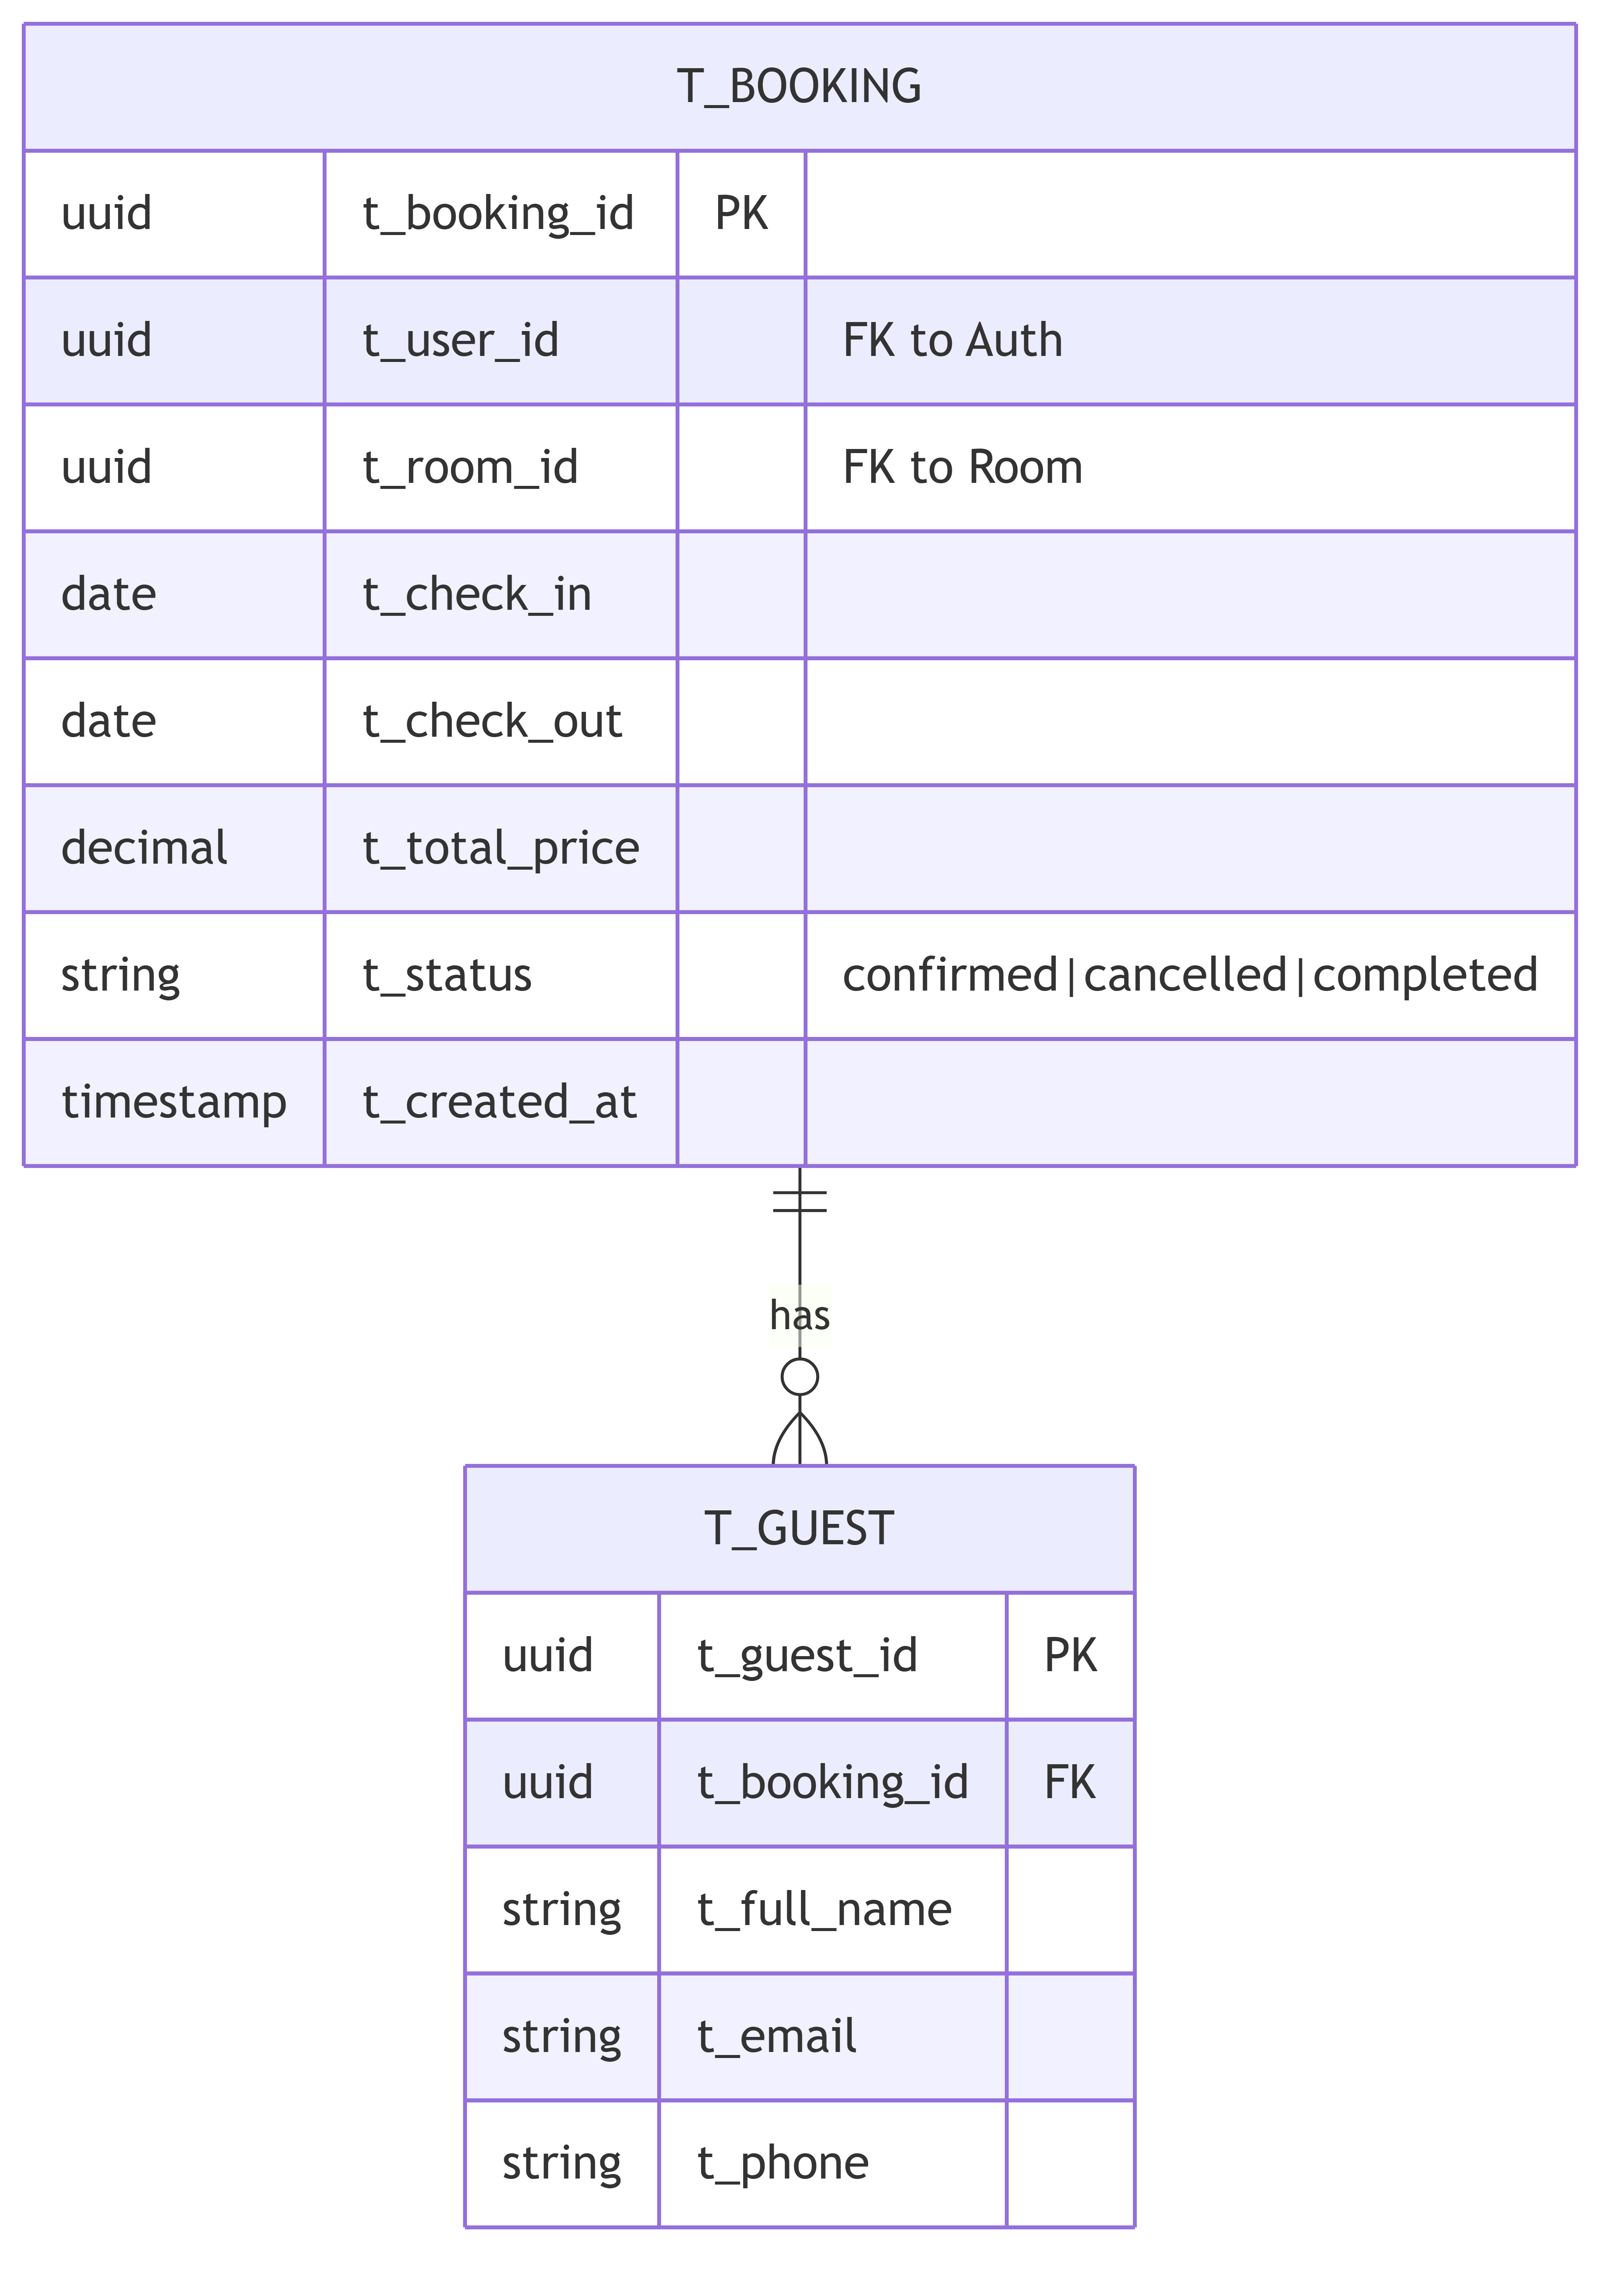 T_BOOKING
uuid t_booking_id PK
uuid t_user_id FK to Auth
uuid t_room_id FK to Room
date t_check_in
date t_check_out
decimal t_total_price
string t_status confirmed|cancelled|completed
timestamp t_created_at
has
T_GUEST
uuid t_guest_id PK
uuid t_booking_id FK
string t_full_name
string t_email
string t_phone